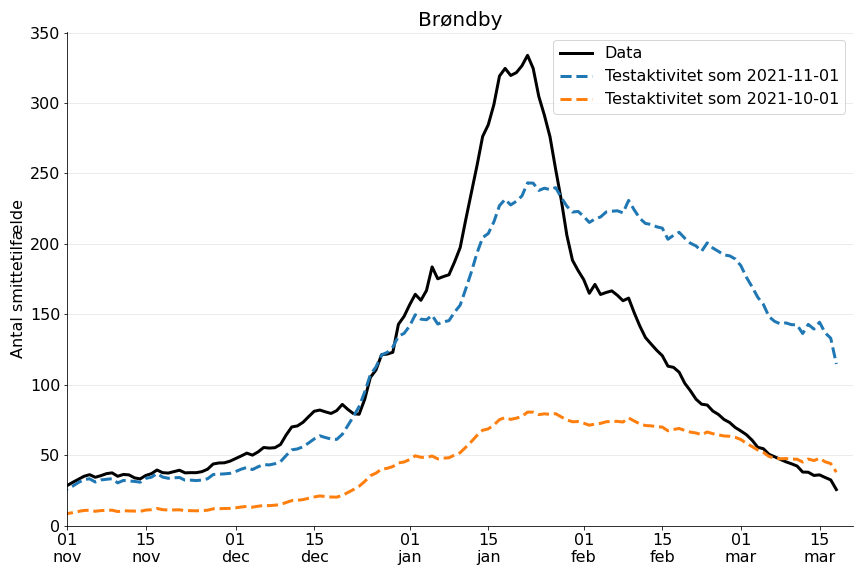 Brøndby
Data
Testaktivitet som 2021-11-01
Testaktivitet som 2021-10-01
Antal smittetilfælde
350
300
250
200
150
100
50
0
01 15 01 15 01 15 01 15 01 15
nov nov dec dec jan jan feb feb mar mar